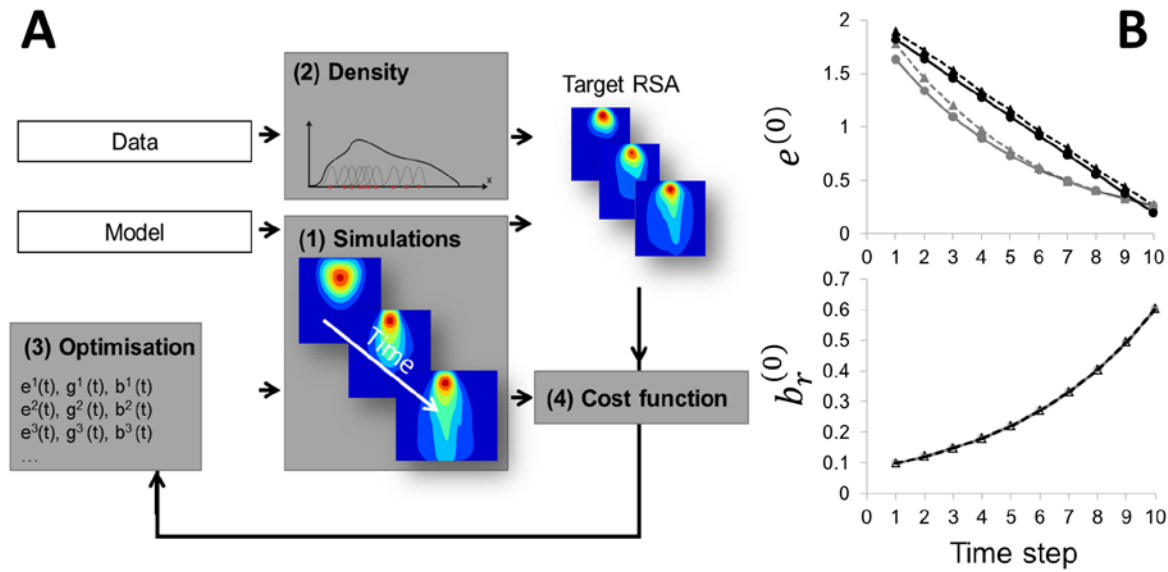 A
(2) Density
x
Data
Target RSA
Model
(1) Simulations
Time
(3) Optimisation
e¹(t), g¹(t), b¹(t)
e²(t), g²(t), b²(t)
e³(t), g³(t), b³(t)
...
(4) Cost function
B
2
1.5
1
0.5
0
e⁽⁰⁾
0 1 2 3 4 5 6 7 8 9 10
0.7
0.6
0.5
0.4
0.3
0.2
0.1
0
bᵣ⁽⁰⁾
0 1 2 3 4 5 6 7 8 9 10
Time step